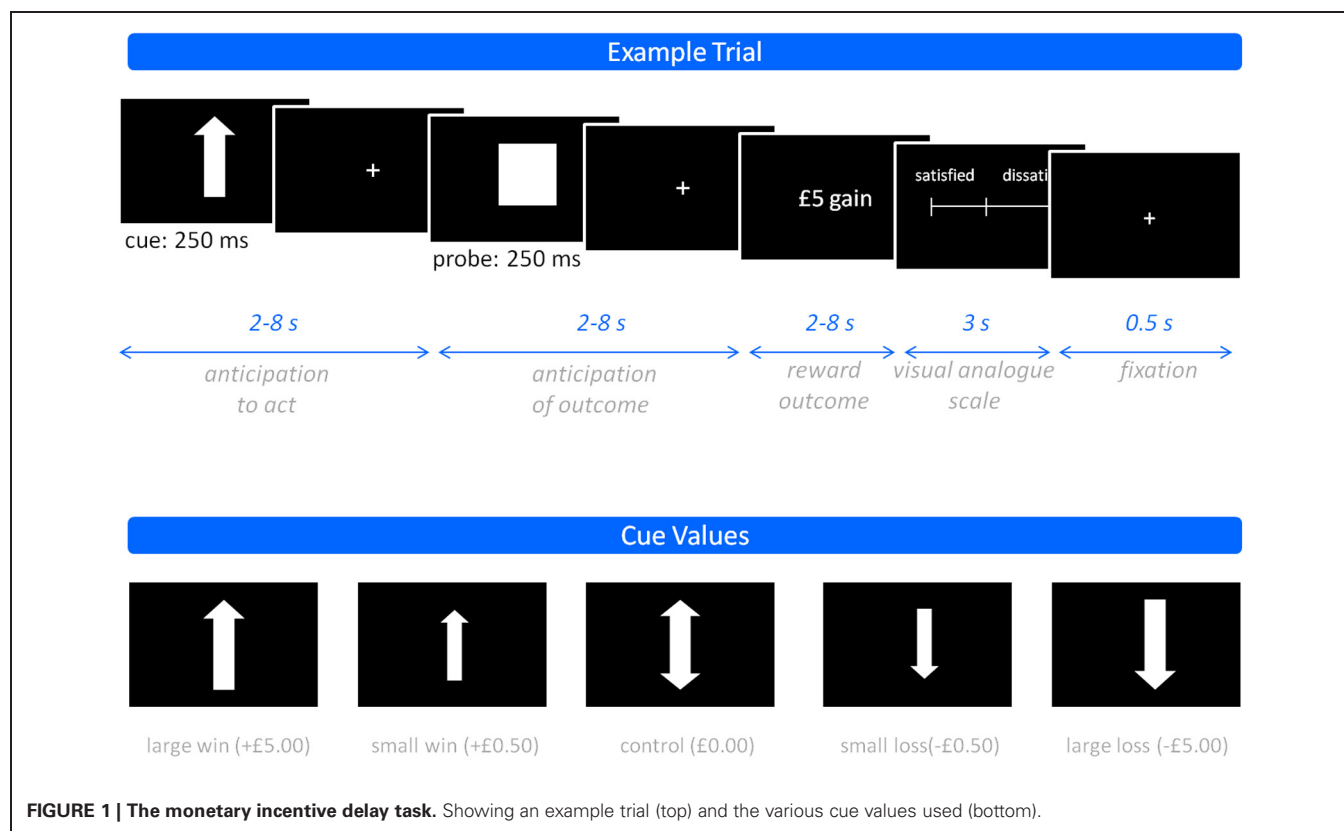 Example Trial
+
+
£5 gain
satisfied dissati
+
cue: 250 ms
probe: 250 ms
2-8 s 2-8 s 2-8 s 3 s 0.5 s
anticipation anticipation reward visual analogue fixation
to act of outcome outcome scale
Cue Values
large win (+£5.00) small win (+£0.50) control (£0.00) small loss(-£0.50) large loss (-£5.00)
FIGURE 1 | The monetary incentive delay task. Showing an example trial (top) and the various cue values used (bottom).